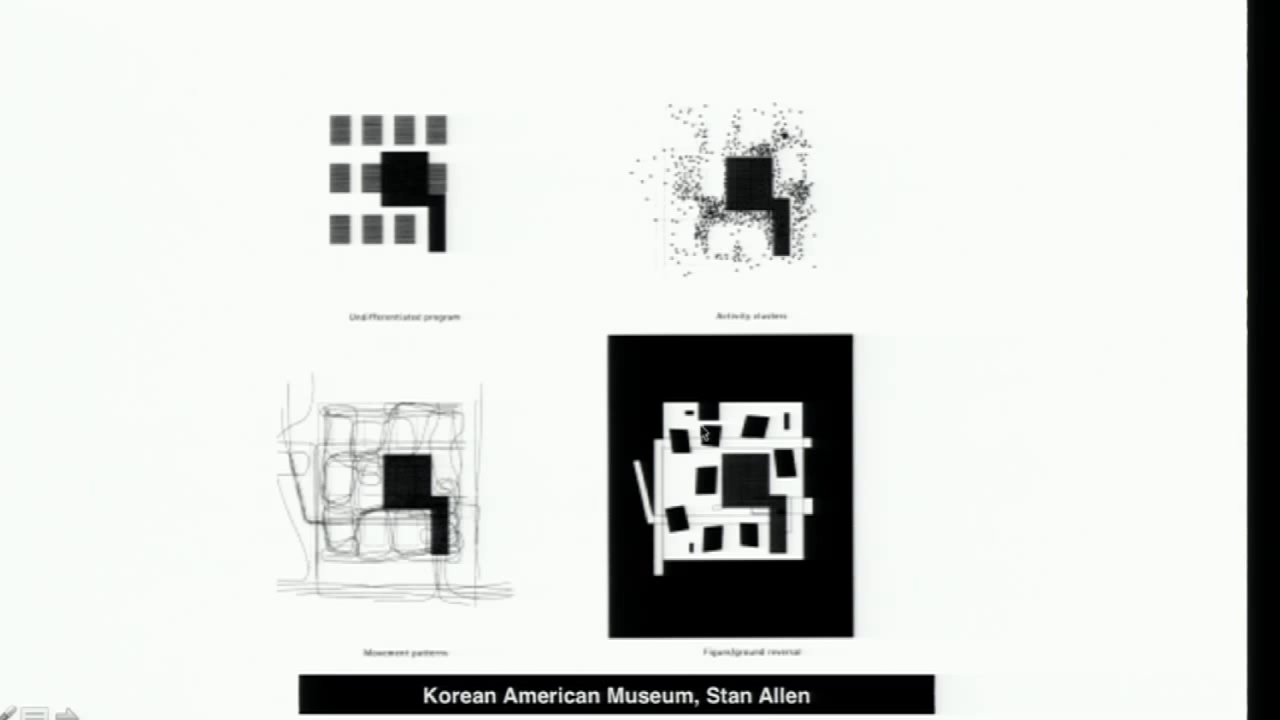 Undifferentiated program
Activity clusters
Movement patterns
Figure/ground reversal
Korean American Museum, Stan Allen